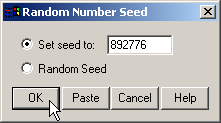 Random Number Seed
Set seed to: 892776
Random Seed
OK Paste Cancel Help